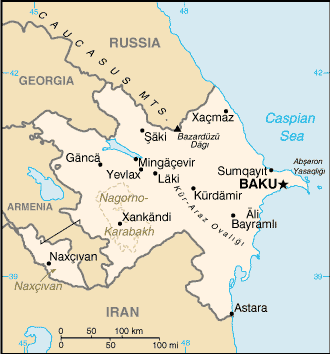 45
48
RUSSIA
42
42
CAUCASUS MTS.
GEORGIA
Xaçmaz
Caspian
Sea
Bazardüzü
Dağı
Şäki
Abşeron
Yasaqlığı
Gäncä
Mingäçevir
Sumqayıt
BAKU
Yevlax
Läki
Kürdämir
Nagorno-
Karabakh
Kür-Araz Ovalığı
Äli
Bayramlı
ARMENIA
Xankändi
Naxçıvan
39
39
Naxçıvan
IRAN
Astara
0 50 100 km
0 50 100 mi
45
48